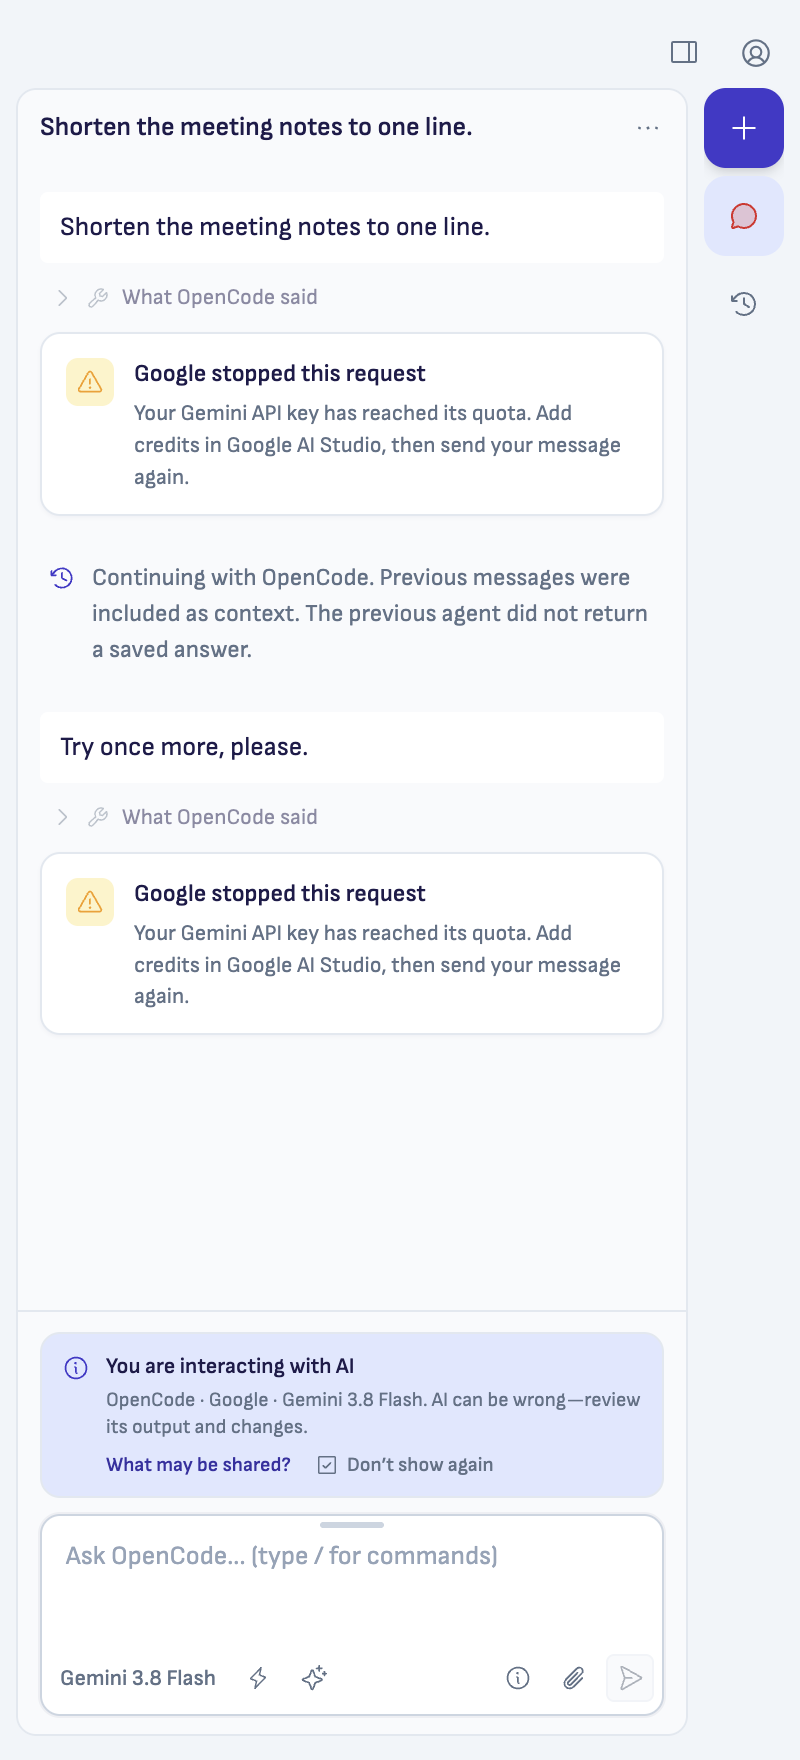 Shorten the meeting notes to one line.
Shorten the meeting notes to one line.
What OpenCode said
Google stopped this request
Your Gemini API key has reached its quota. Add
credits in Google AI Studio, then send your message
again.
Continuing with OpenCode. Previous messages were
included as context. The previous agent did not return
a saved answer.
Try once more, please.
What OpenCode said
Google stopped this request
Your Gemini API key has reached its quota. Add
credits in Google AI Studio, then send your message
again.
You are interacting with AI
OpenCode · Google · Gemini 3.8 Flash. AI can be wrong—review
its output and changes.
What may be shared? Don’t show again
Ask OpenCode... (type / for commands)
Gemini 3.8 Flash